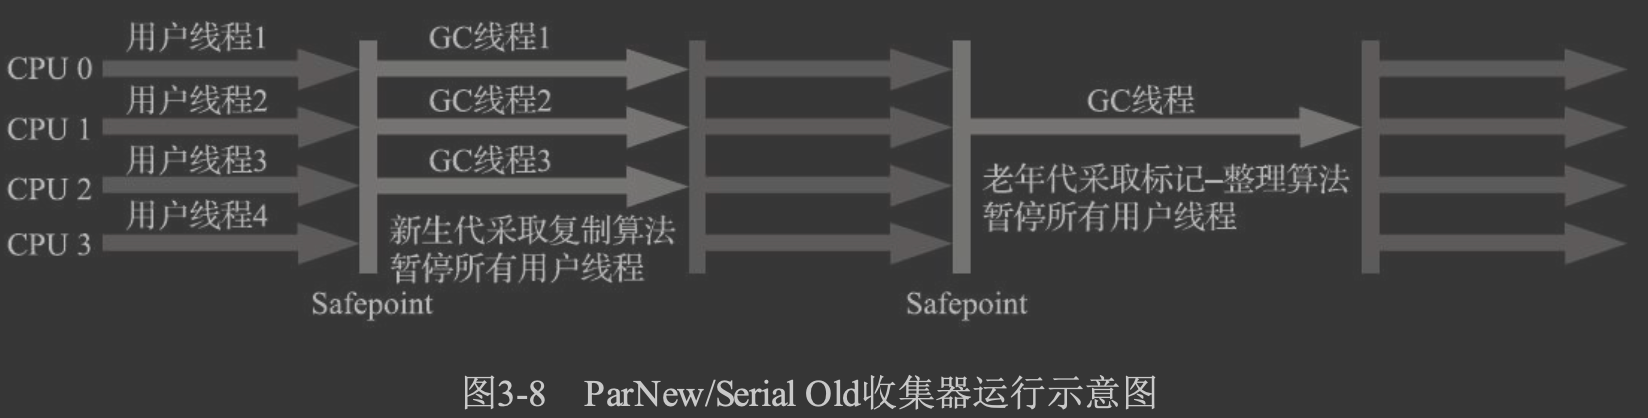 用户线程1
GC线程1
CPU 0
用户线程2
GC线程2
GC线程
CPU 1
用户线程3
GC线程3
CPU 2
老年代采取标记–整理算法
暂停所有用户线程
用户线程4
CPU 3
新生代采取复制算法
暂停所有用户线程
Safepoint
Safepoint
图3-8 ParNew/Serial Old收集器运行示意图